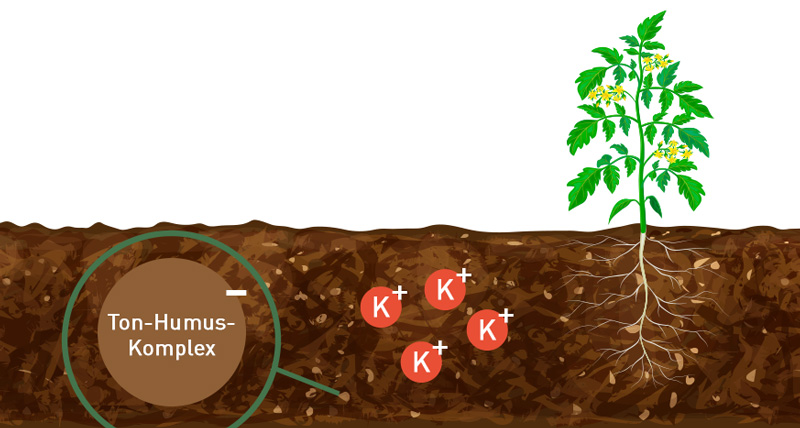 Ton-Humus-
Komplex
−
K+
K+
K+
K+